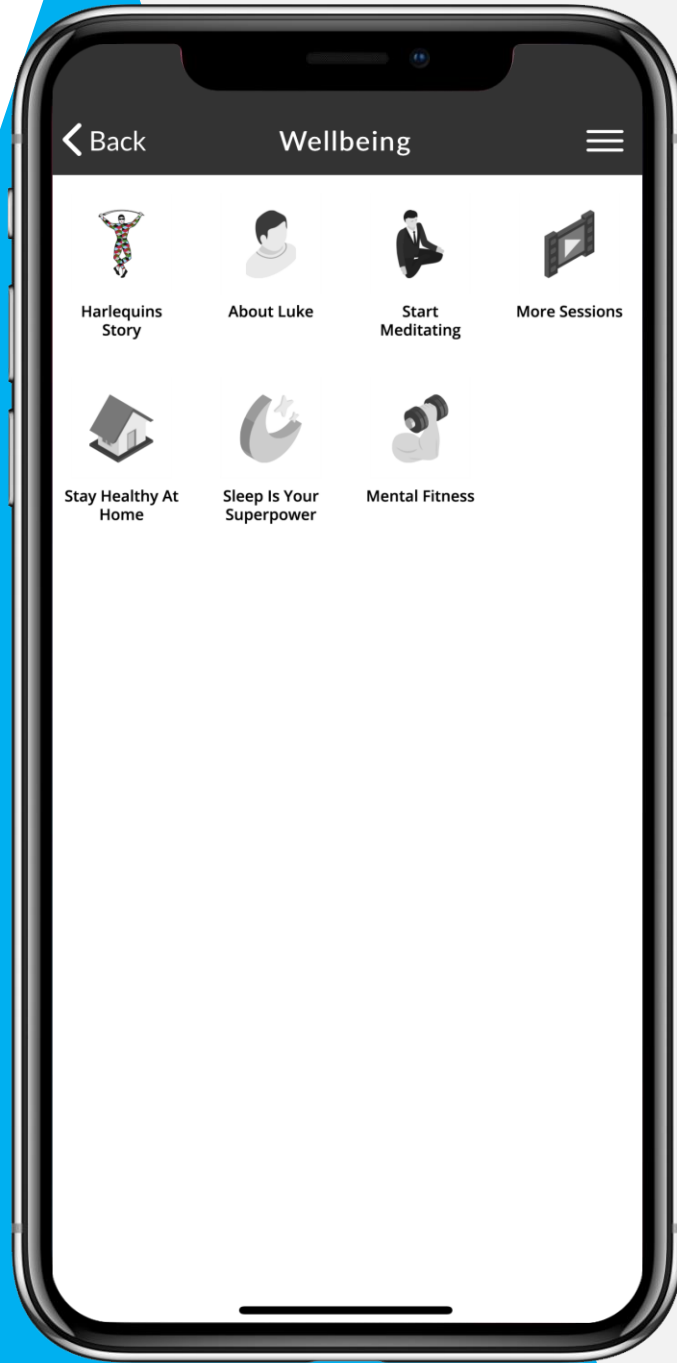 Back
Wellbeing
Harlequins
Story
About Luke
Start
Meditating
More Sessions
Stay Healthy At
Home
Sleep Is Your
Superpower
Mental Fitness